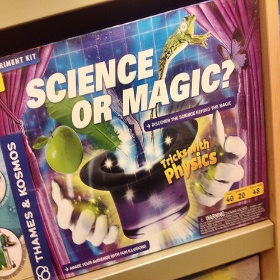 RIMENT KIT
SCIENCE
OR MAGIC?
DISCOVER THE SCIENCE BEHIND THE MAGIC
Tricks with
Physics
40 20 48
WARNING
THAMES & KOSMOS
AMAZE YOUR AUDIENCE WITH FUN ILLUSIONS